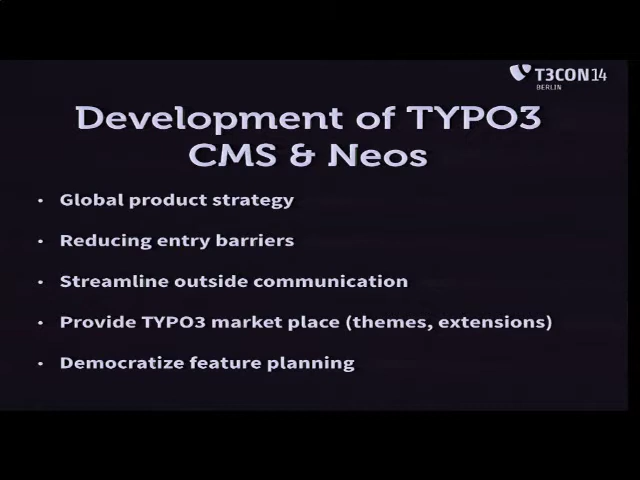 T3CON14
BERLIN
Development of TYPO3
CMS & Neos
• Global product strategy
• Reducing entry barriers
• Streamline outside communication
• Provide TYPO3 market place (themes, extensions)
• Democratize feature planning